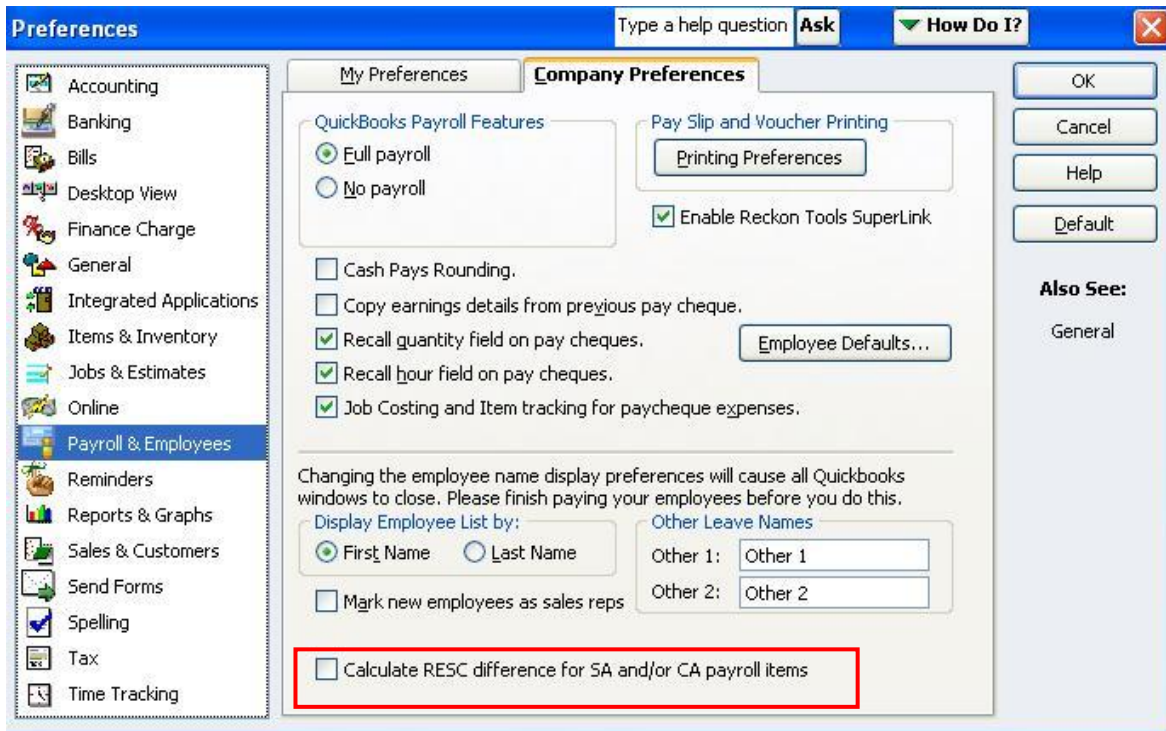 Preferences
Type a help question Ask
How Do I?
Accounting
Banking
Bills
Desktop View
Finance Charge
General
Integrated Applications
Items & Inventory
Jobs & Estimates
Online
Payroll & Employees
Reminders
Reports & Graphs
Sales & Customers
Send Forms
Spelling
Tax
Time Tracking
My Preferences
Company Preferences
QuickBooks Payroll Features
Full payroll
No payroll
Pay Slip and Voucher Printing
Printing Preferences
Enable Reckon Tools SuperLink
Cash Pays Rounding.
Copy earnings details from previous pay cheque.
Recall quantity field on pay cheques.
Employee Defaults...
Recall hour field on pay cheques.
Job Costing and Item tracking for paycheque expenses.
Changing the employee name display preferences will cause all Quickbooks
windows to close. Please finish paying your employees before you do this.
Display Employee List by:
First Name
Last Name
Mark new employees as sales reps
Other Leave Names
Other 1: Other 1
Other 2: Other 2
Calculate RESC difference for SA and/or CA payroll items
OK
Cancel
Help
Default
Also See:
General